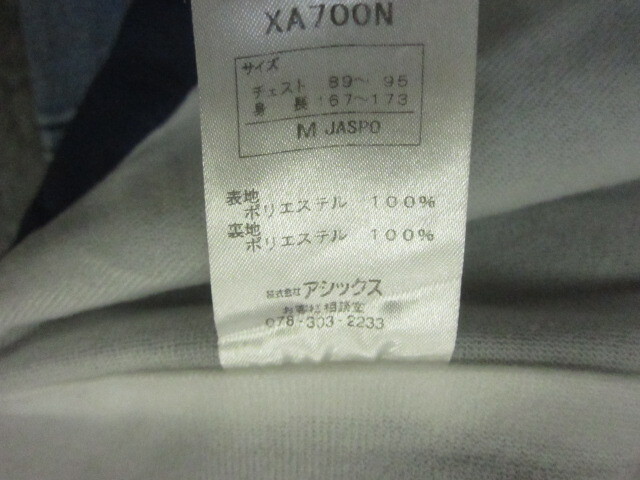 XA700N
サイズ
チェスト 89～ 95
身 長 167～173
M JASPO
表地
ポリエステル 100%
裏地
ポリエステル 100%
株式会社 アシックス
お客様相談室
078-303-2233